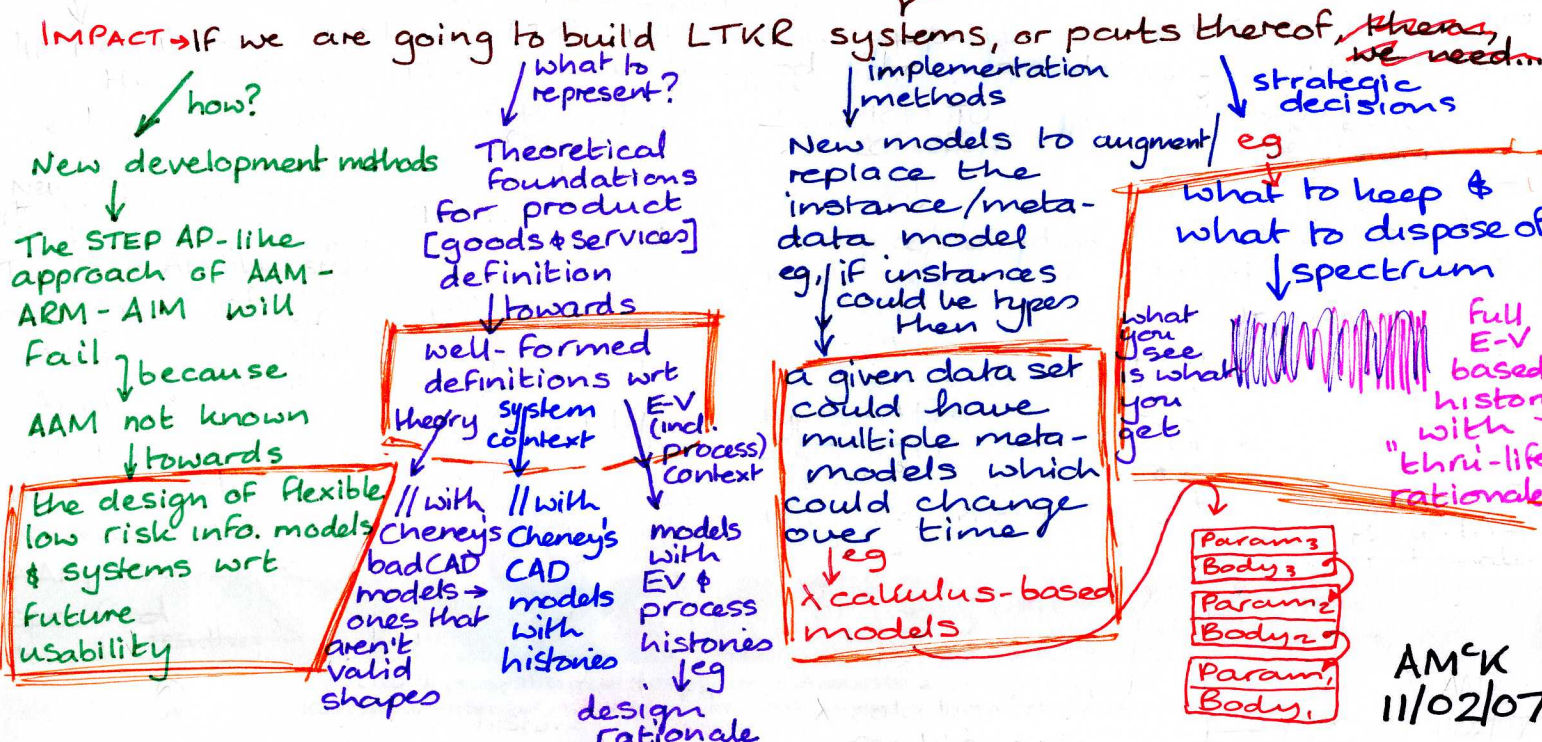 IMPACT→IF we are going to build LTKR systems, or parts thereof, them,
we need...
how?
New development methods
The STEP AP-like
approach of AAM-
ARM-AIM will
Fail
because
AAM not known
towards
the design of flexible,
low risk info. models
& systems wrt
future
usability
what to
represent?
Theoretical
foundations
for product
[goods & services]
definition
towards
well-formed
definitions wrt
theory
system
context
E-V
(incl.
process)
context
// with
Cheney's
bad CAD
models →
ones that
aren't
valid
shapes
// with
Cheney's
CAD
models
with
histories
models
with
EV &
process
histories
eg
design
rationale
implementation
methods
New models to augment/
replace the
instance/meta-
data model
eg, if instances
could be types
then
a given data set
could have
multiple meta-
models which
could change
over time
eg
λ calculus-based
models
strategic
decisions
eg
what to keep &
what to dispose of
spectrum
what
you
see
is what
you
get
full
E-V
based
histor
with
"thru-life
rationale
Param3
Body3
Param2
Body2
Param1
Body1
AMcK
11/02/07